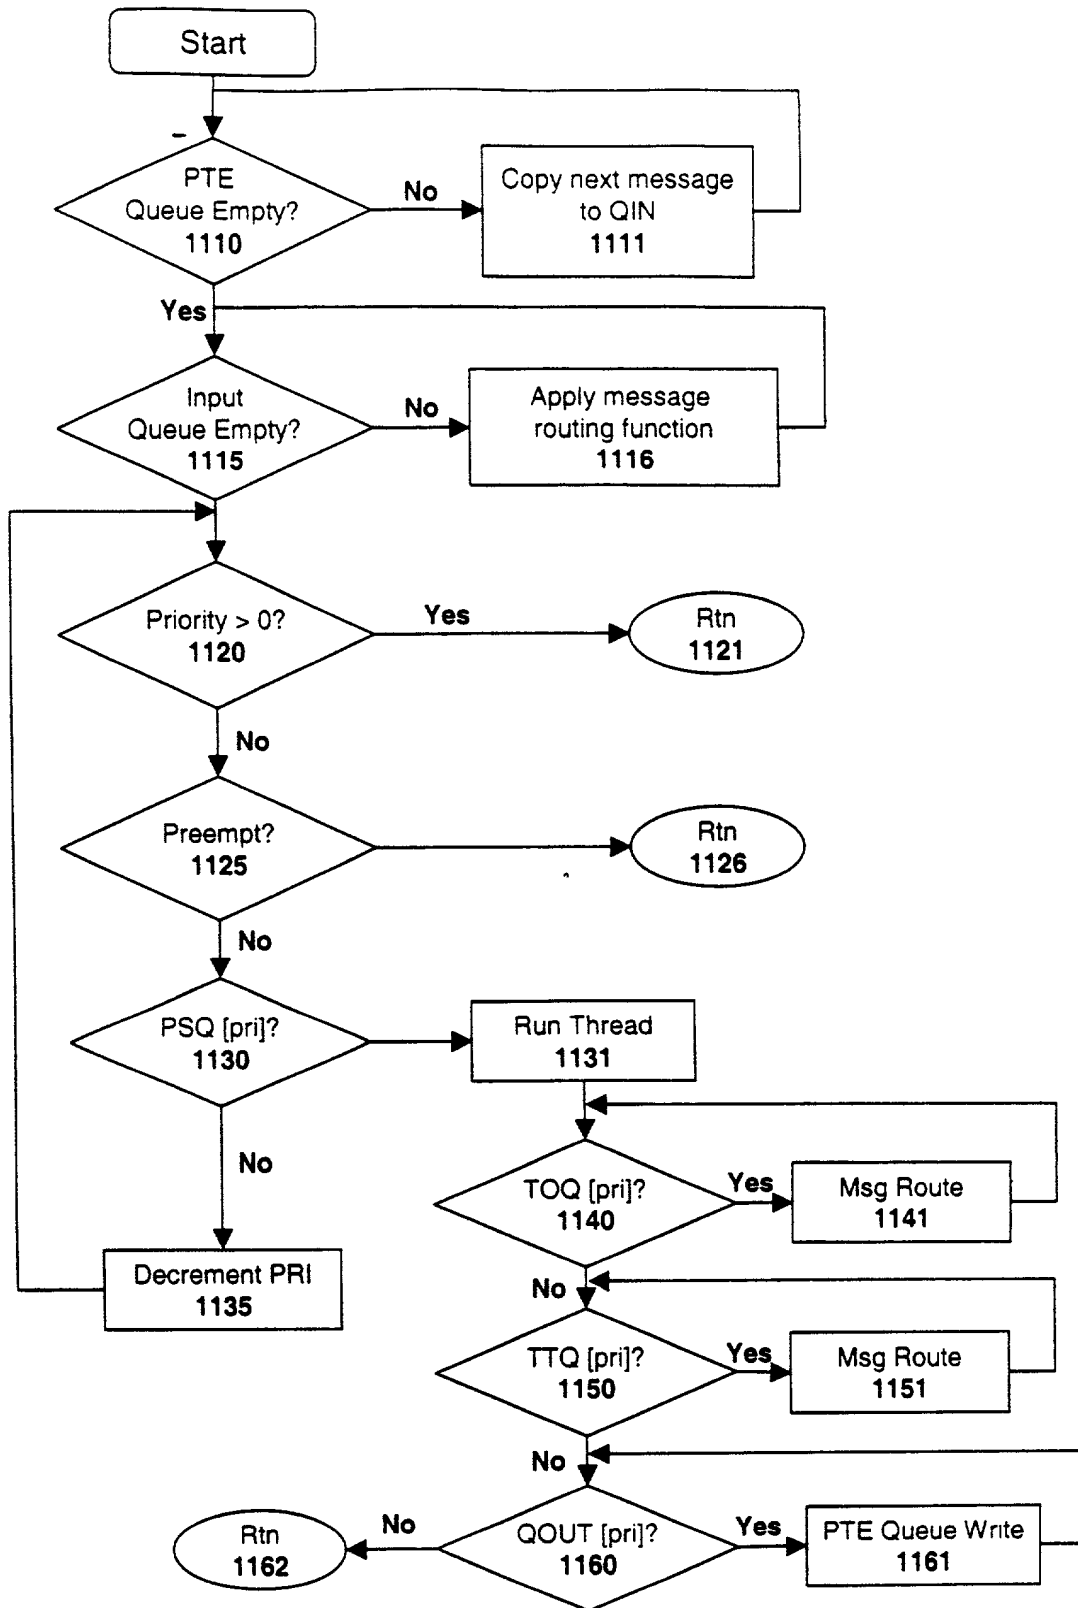 Start
PTE
Queue Empty?
1110
No
Copy next message
to QIN
1111
Yes
Input
Queue Empty?
1115
No
Apply message
routing function
1116
Priority > 0?
1120
Yes
Rtn
1121
No
Preempt?
1125
Rtn
1126
No
PSQ [pri]?
1130
Run Thread
1131
No
TOQ [pri]?
1140
Yes
Msg Route
1141
Decrement PRI
1135
No
TTQ [pri]?
1150
Yes
Msg Route
1151
No
QOUT [pri]?
1160
Yes
PTE Queue Write
1161
No
Rtn
1162